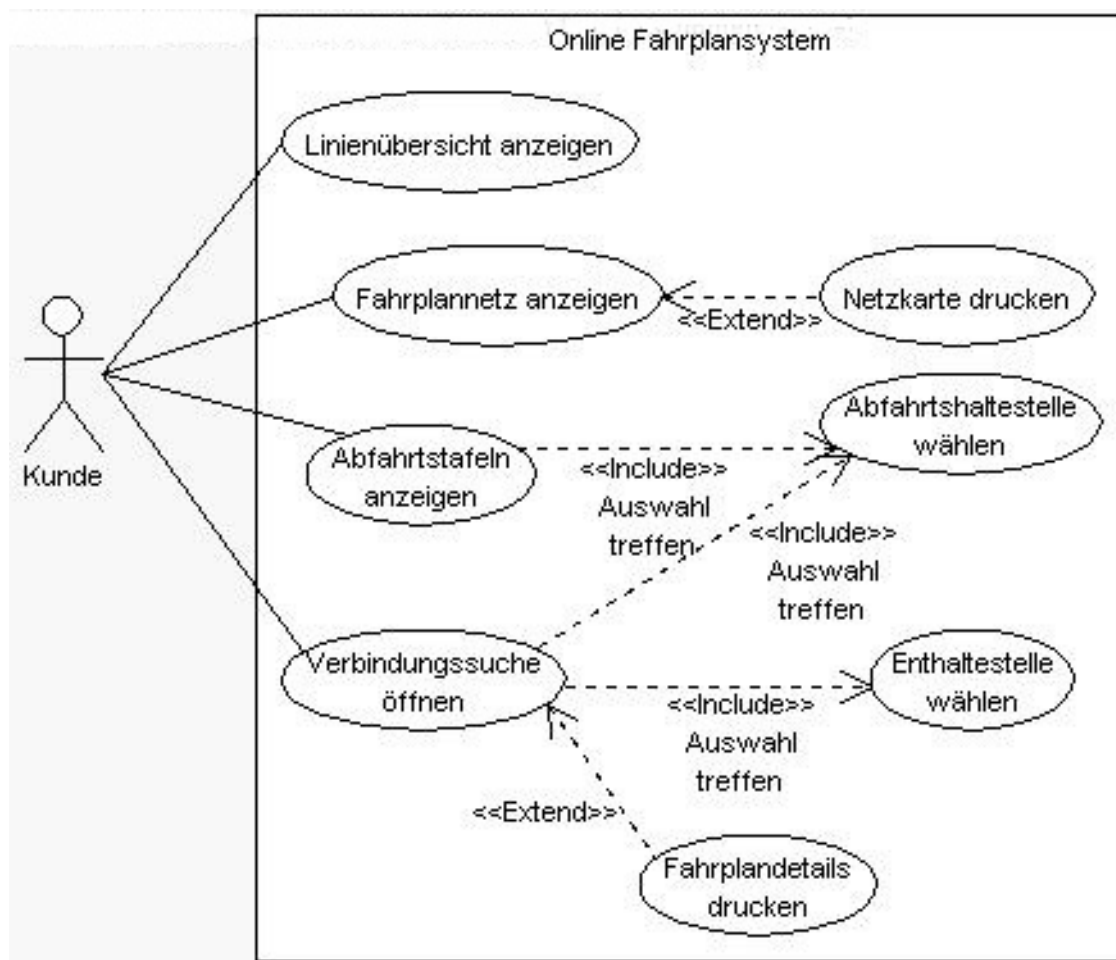 Online Fahrplansystem
Linienübersicht anzeigen
Fahrplannetz anzeigen
<<Extend>>
Netzkarte drucken
Kunde
Abfahrtstafeln
anzeigen
<<Include>>
Auswahl
treffen
Abfahrtshaltestelle
wählen
<<Include>>
Auswahl
treffen
Verbindungssuche
öffnen
<<Include>>
Auswahl
treffen
Enthaltestelle
wählen
<<Extend>>
Fahrplandetails
drucken